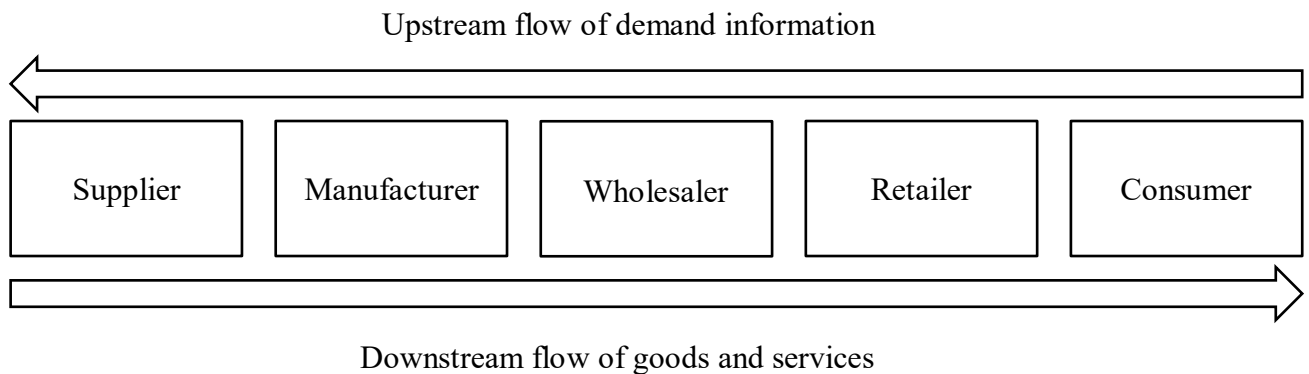 Upstream flow of demand information
Supplier
Manufacturer
Wholesaler
Retailer
Consumer
Downstream flow of goods and services